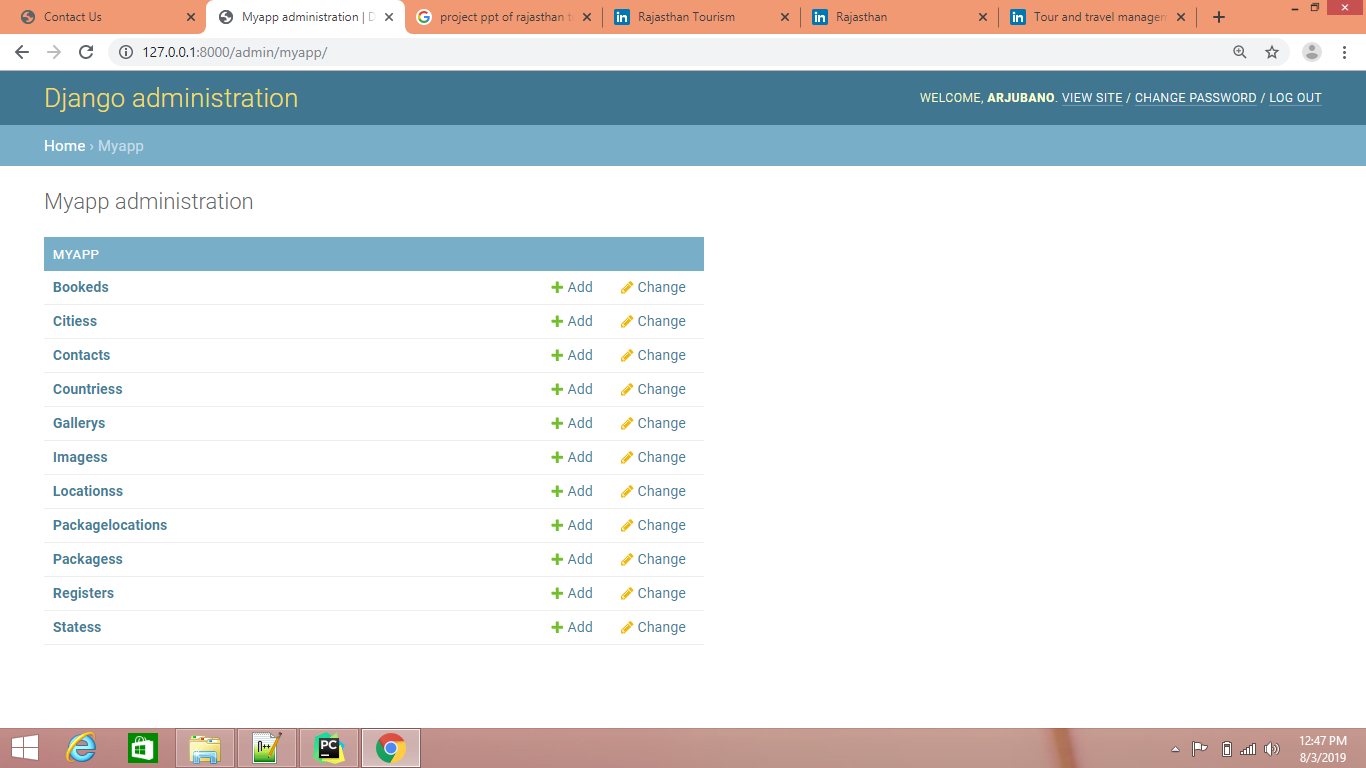 Contact Us
Myapp administration | D
project ppt of rajasthan t
Rajasthan Tourism
Rajasthan
Tour and travel managem
127.0.0.1:8000/admin/myapp/
Django administration
WELCOME, ARJUBANO. VIEW SITE / CHANGE PASSWORD / LOG OUT
Home › Myapp
Myapp administration
MYAPP
Bookeds Add Change
Citiess Add Change
Contacts Add Change
Countriess Add Change
Gallerys Add Change
Imagess Add Change
Locationss Add Change
Packagelocations Add Change
Packagess Add Change
Registers Add Change
Statess Add Change
PC
12:47 PM
8/3/2019